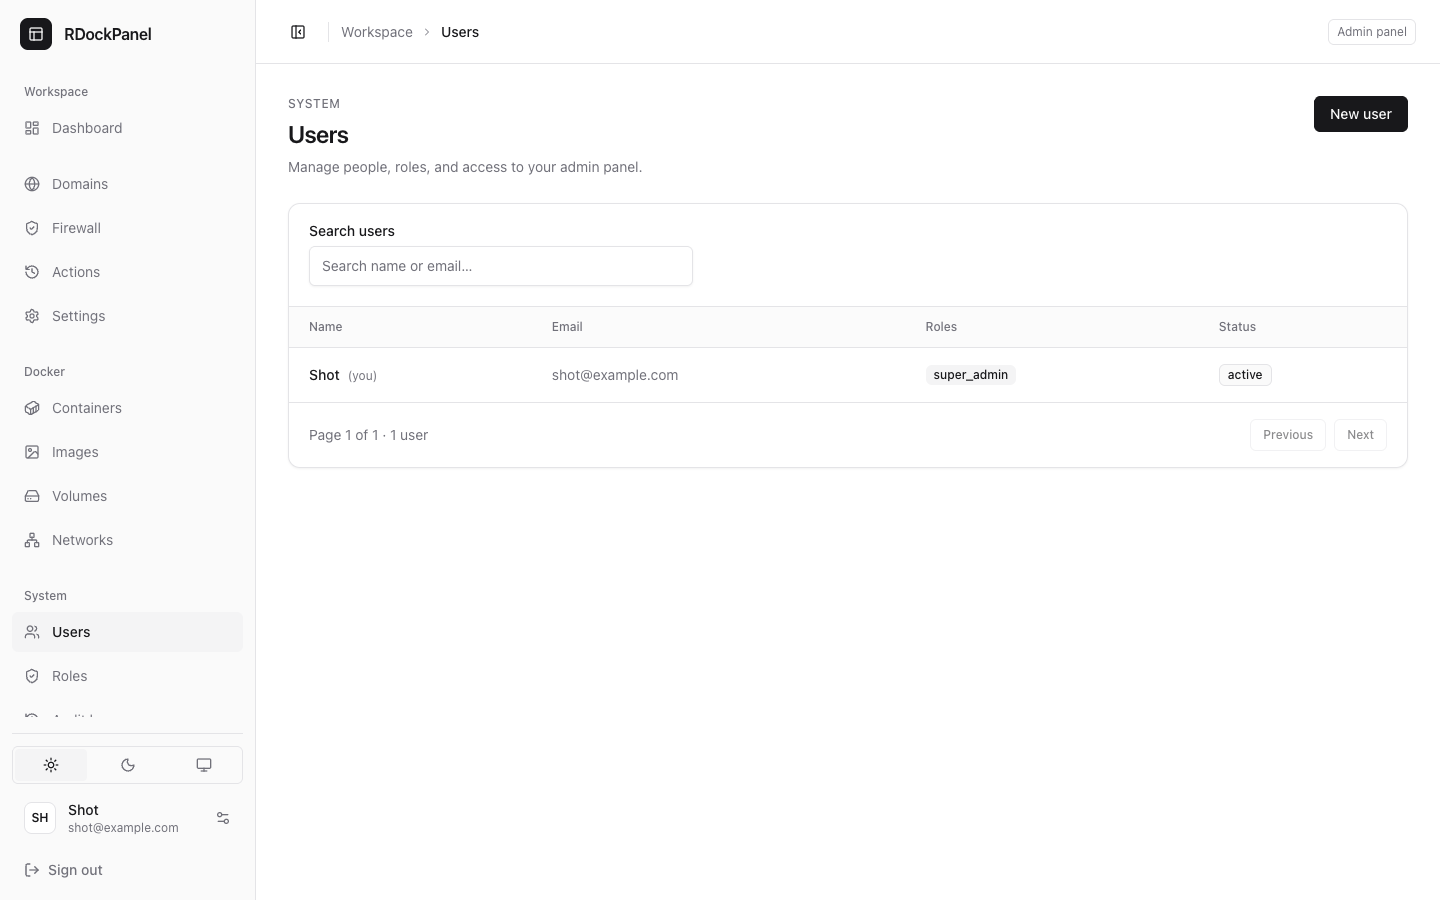 RDockPanel
Workspace
Dashboard
Domains
Firewall
Actions
Settings
Docker
Containers
Images
Volumes
Networks
System
Users
Roles
SH
Shot
shot@example.com
Sign out
Workspace > Users
Admin panel
SYSTEM
Users
Manage people, roles, and access to your admin panel.
New user
Search users
Search name or email...
Name Email Roles Status
Shot (you) shot@example.com super_admin active
Page 1 of 1 · 1 user
Previous Next